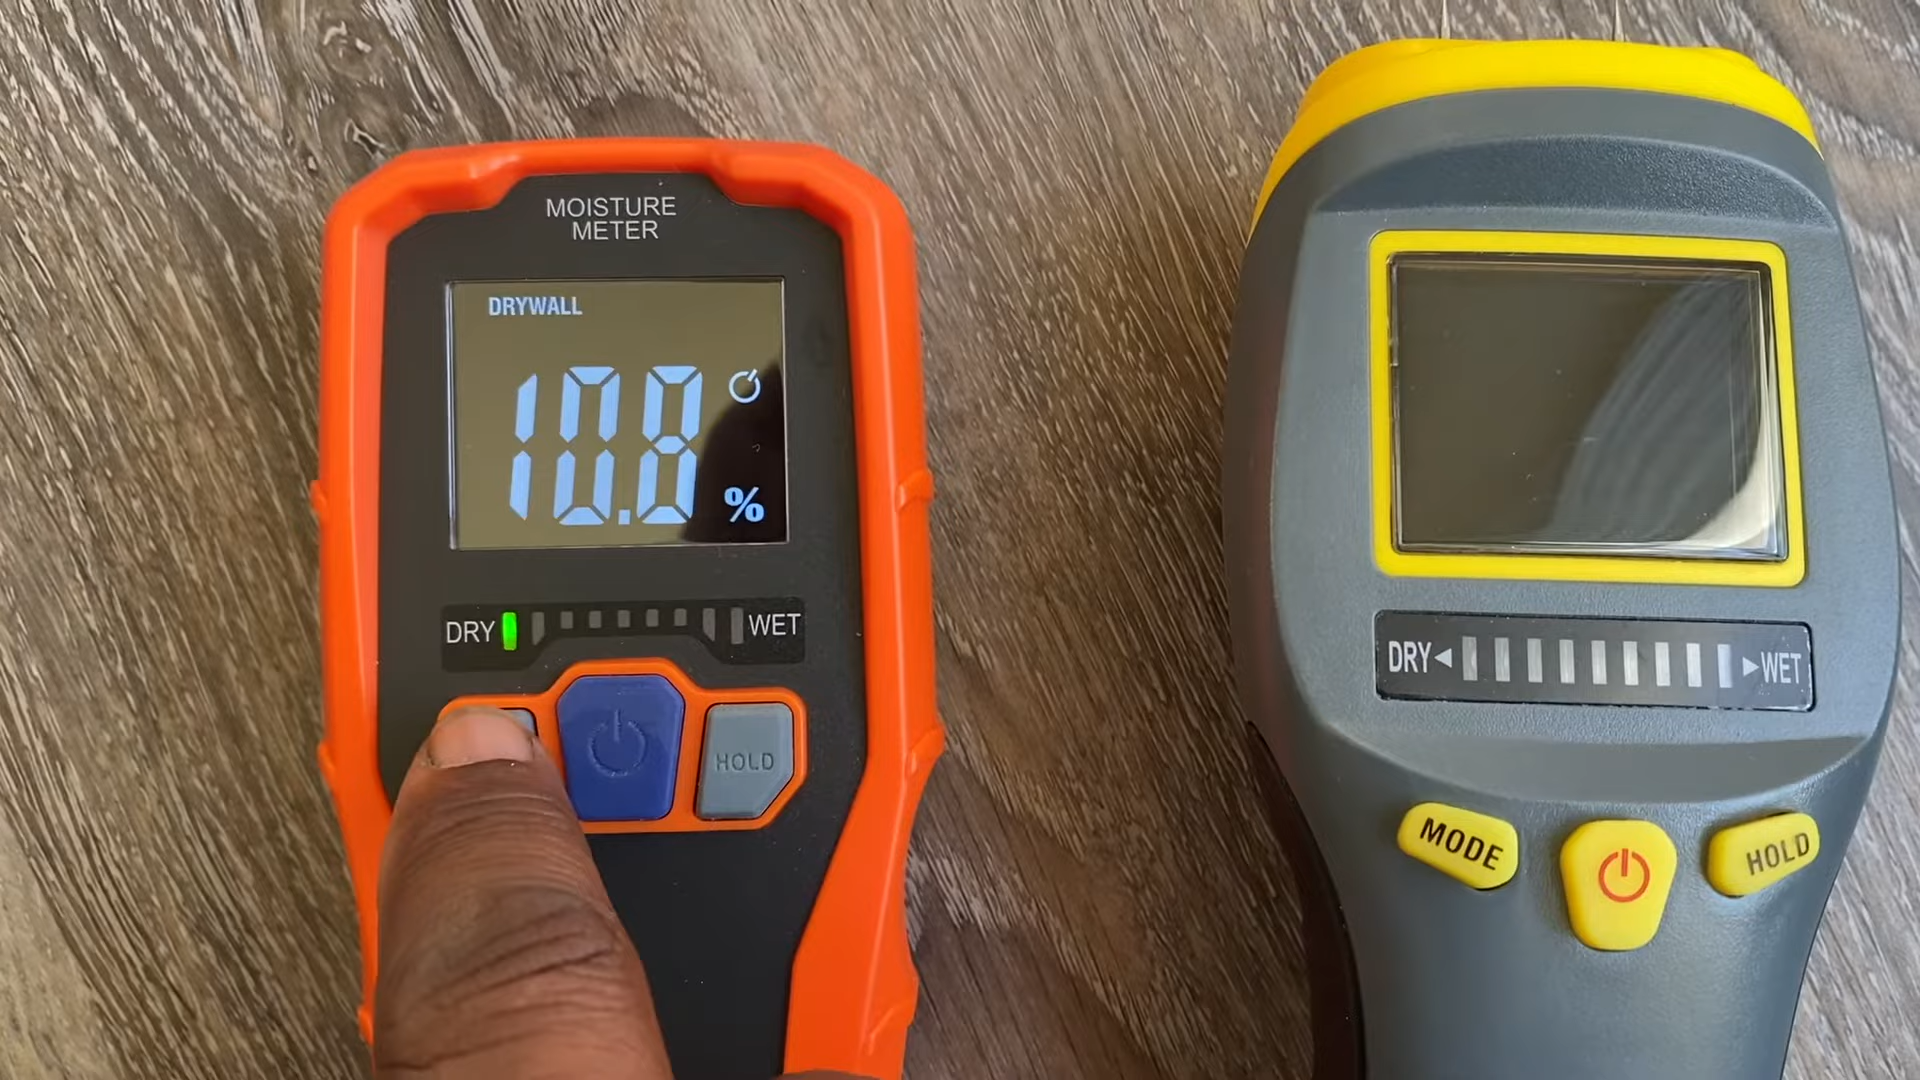 MOISTURE
METER
DRYWALL
10.8
%
DRY WET
HOLD
DRY WET
MODE
HOLD